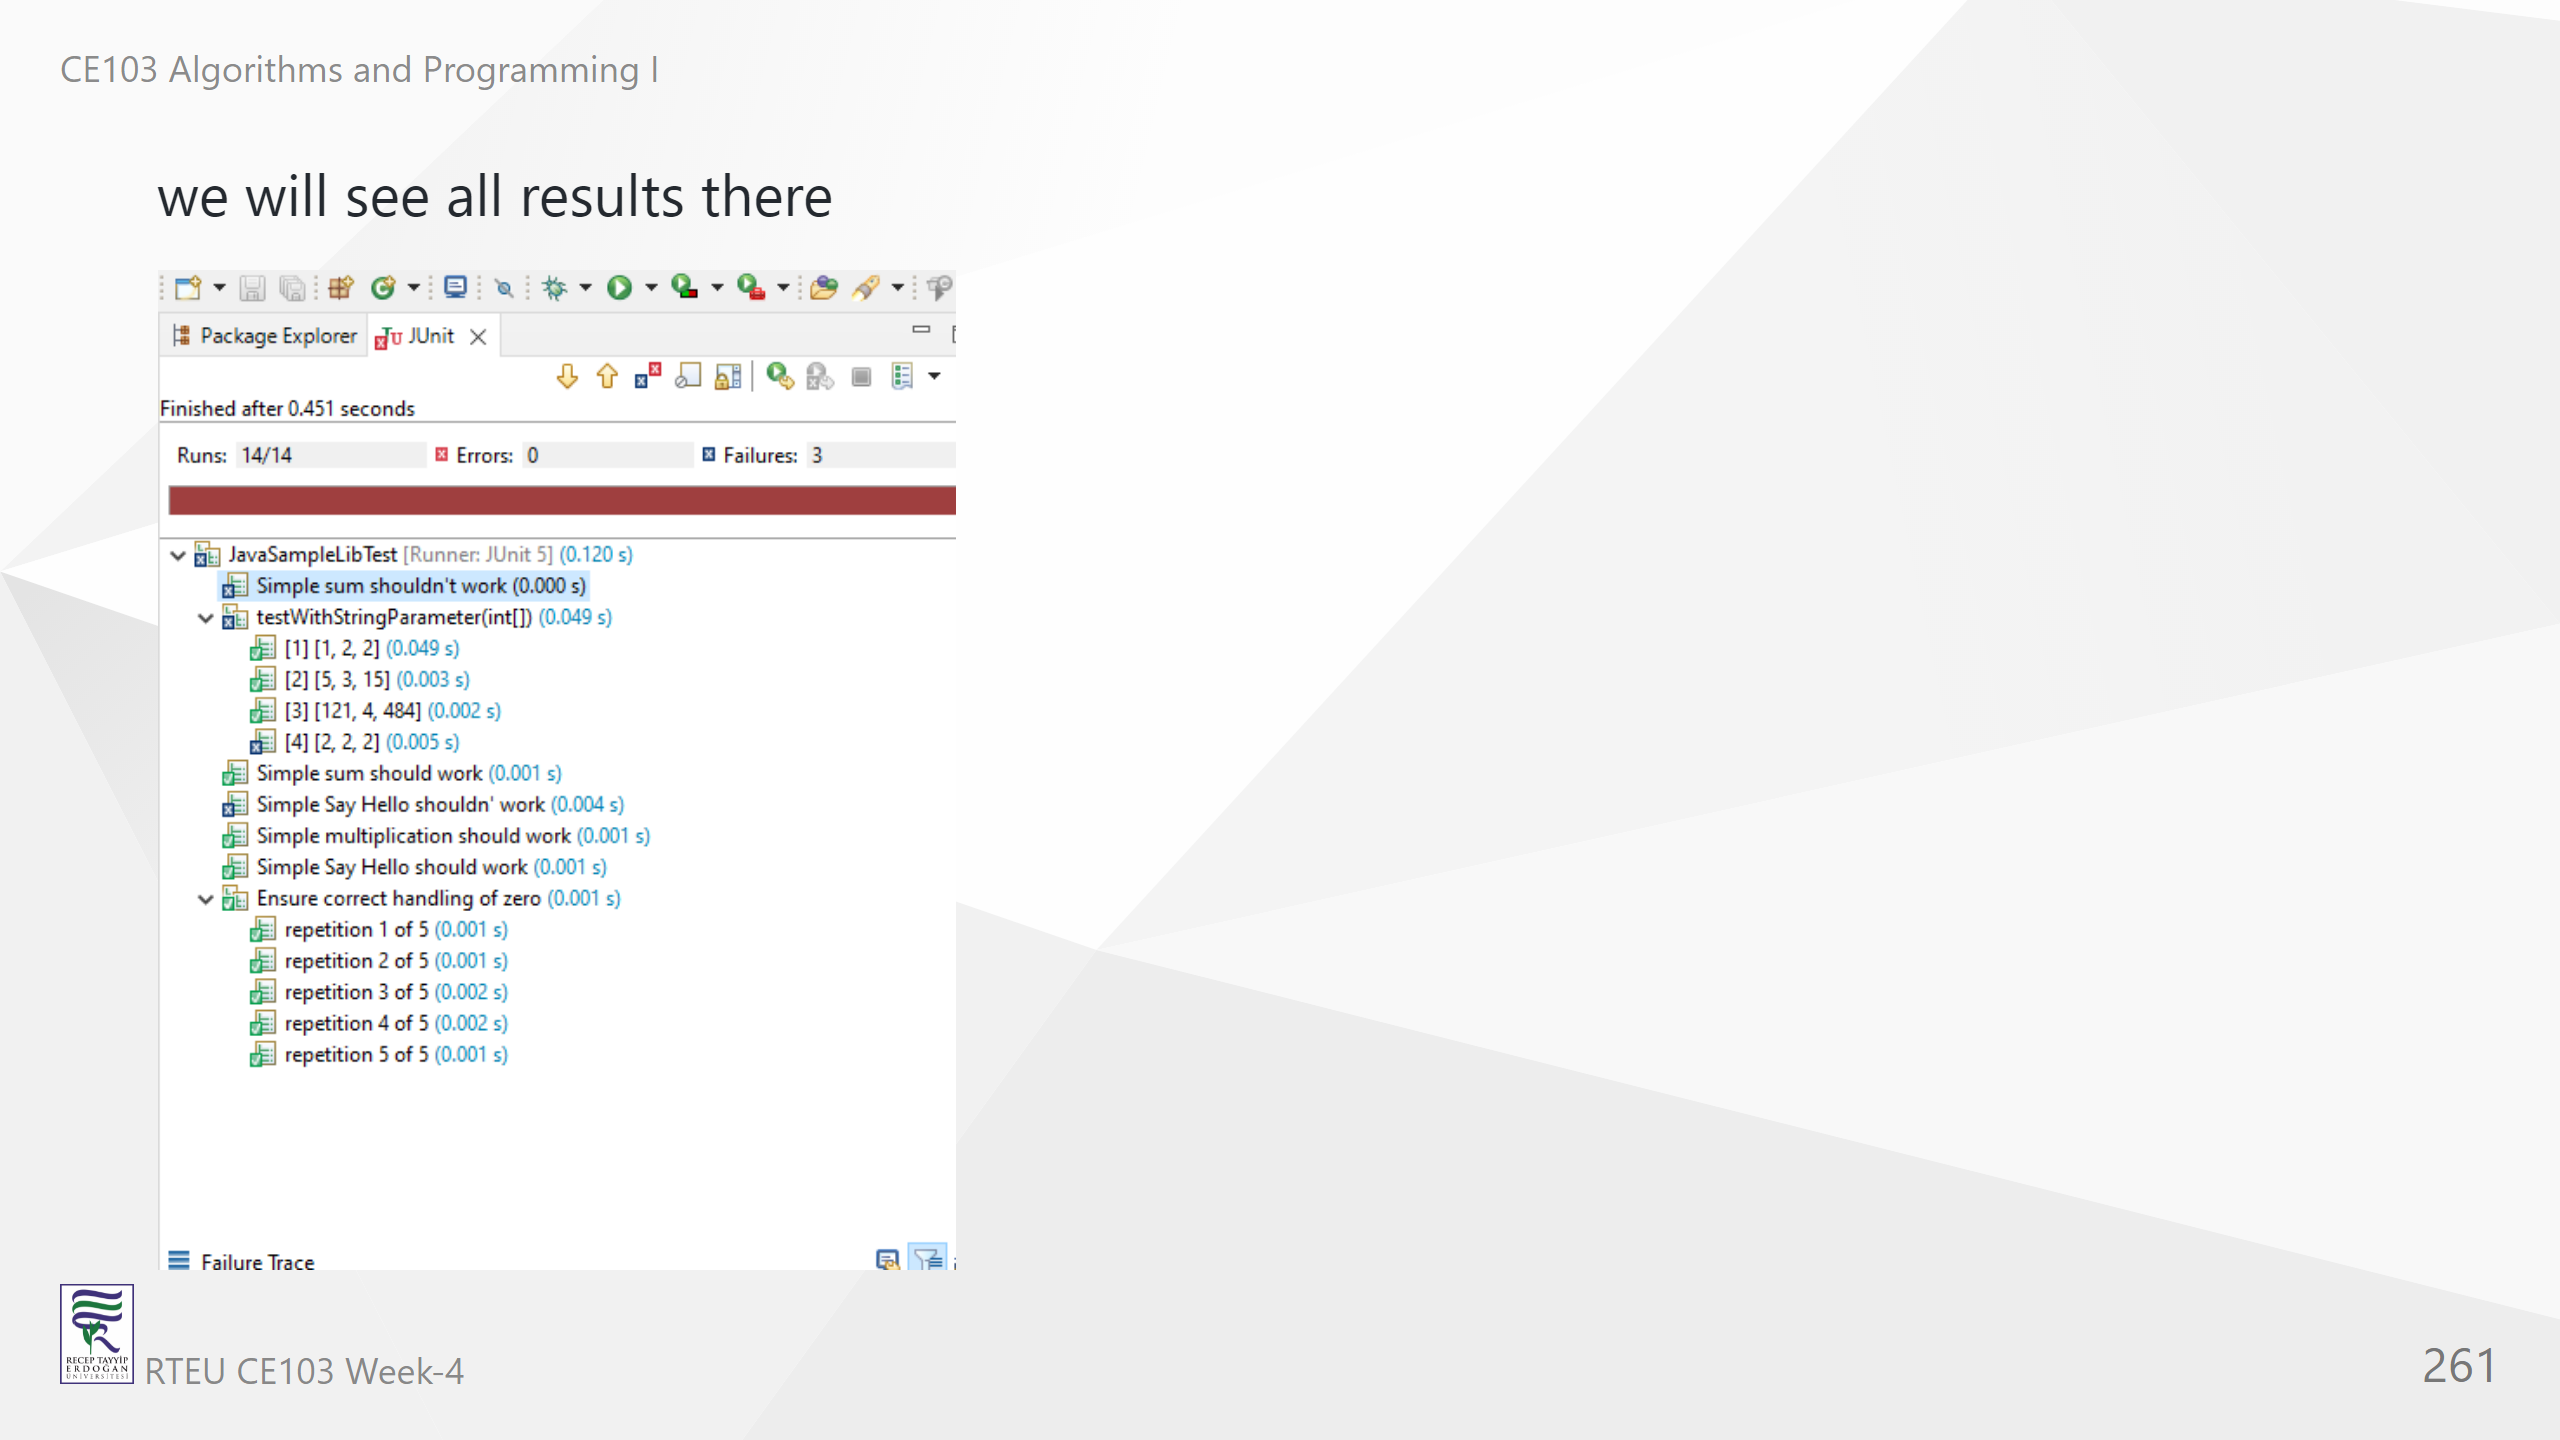 CE103 Algorithms and Programming I
we will see all results there
Package Explorer JUnit
Finished after 0.451 seconds
Runs: 14/14 Errors: 0 Failures: 3
JavaSampleLibTest [Runner: JUnit 5] (0.120 s)
Simple sum shouldn't work (0.000 s)
testWithStringParameter(int[]) (0.049 s)
[1] [1, 2, 2] (0.049 s)
[2] [5, 3, 15] (0.003 s)
[3] [121, 4, 484] (0.002 s)
[4] [2, 2, 2] (0.005 s)
Simple sum should work (0.001 s)
Simple Say Hello shouldn' work (0.004 s)
Simple multiplication should work (0.001 s)
Simple Say Hello should work (0.001 s)
Ensure correct handling of zero (0.001 s)
repetition 1 of 5 (0.001 s)
repetition 2 of 5 (0.001 s)
repetition 3 of 5 (0.002 s)
repetition 4 of 5 (0.002 s)
repetition 5 of 5 (0.001 s)
Failure Trace
RECEP TAYYİP
ERDOĞAN
ÜNİVERSİTESİ
RTEU CE103 Week-4
261